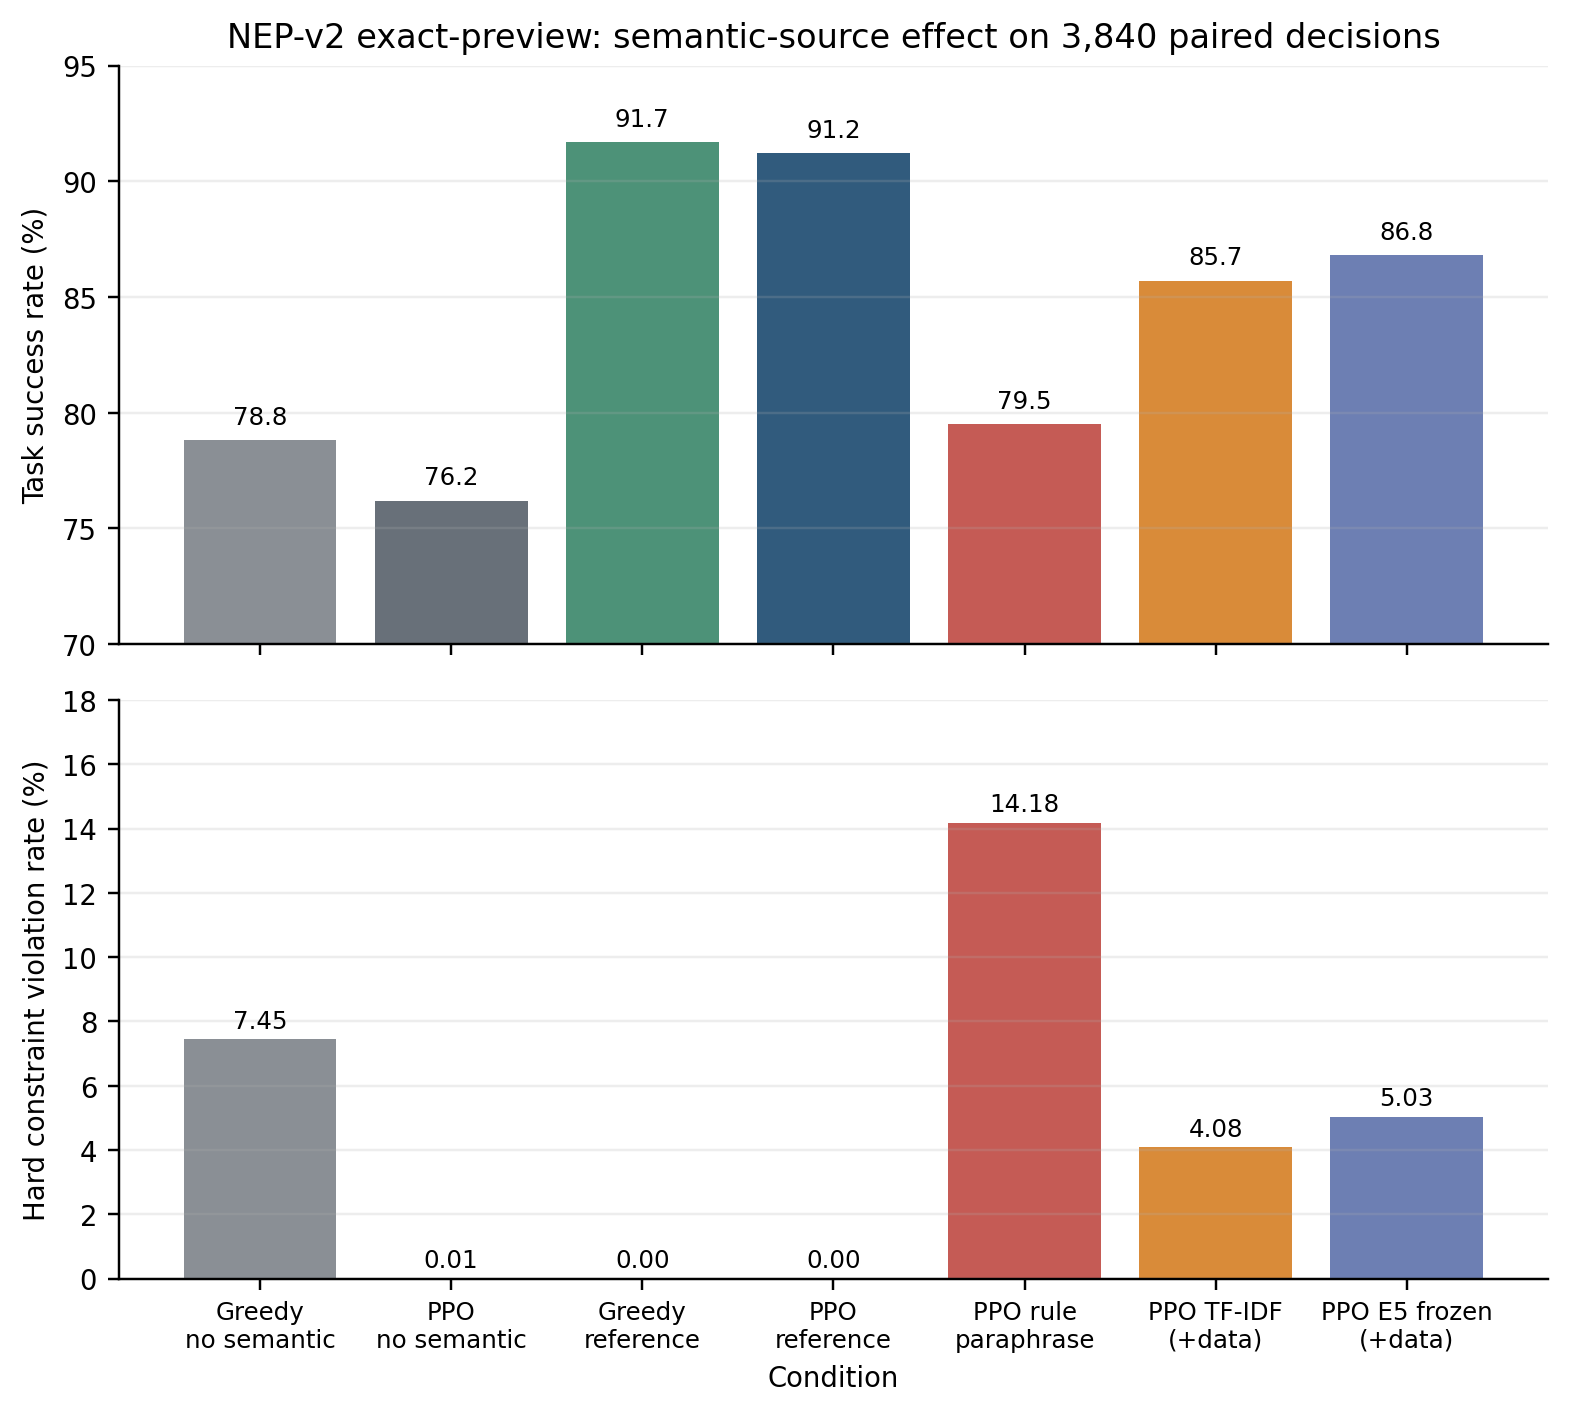 NEP-v2 exact-preview: semantic-source effect on 3,840 paired decisions
Task success rate (%)
95
90
85
80
75
70
78.8
76.2
91.7
91.2
79.5
85.7
86.8
Hard constraint violation rate (%)
18
16
14
12
10
8
6
4
2
0
7.45
0.01
0.00
0.00
14.18
4.08
5.03
Greedy
no semantic
PPO
no semantic
Greedy
reference
PPO
reference
PPO rule
paraphrase
PPO TF-IDF
(+data)
PPO E5 frozen
(+data)
Condition